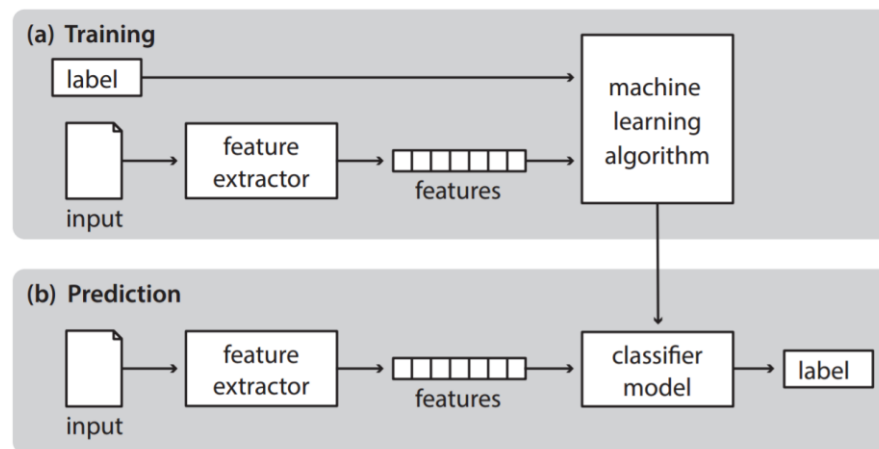 (a) Training
label
machine
learning
algorithm
feature
extractor
features
input
(b) Prediction
feature
extractor
features
input
classifier
model
label